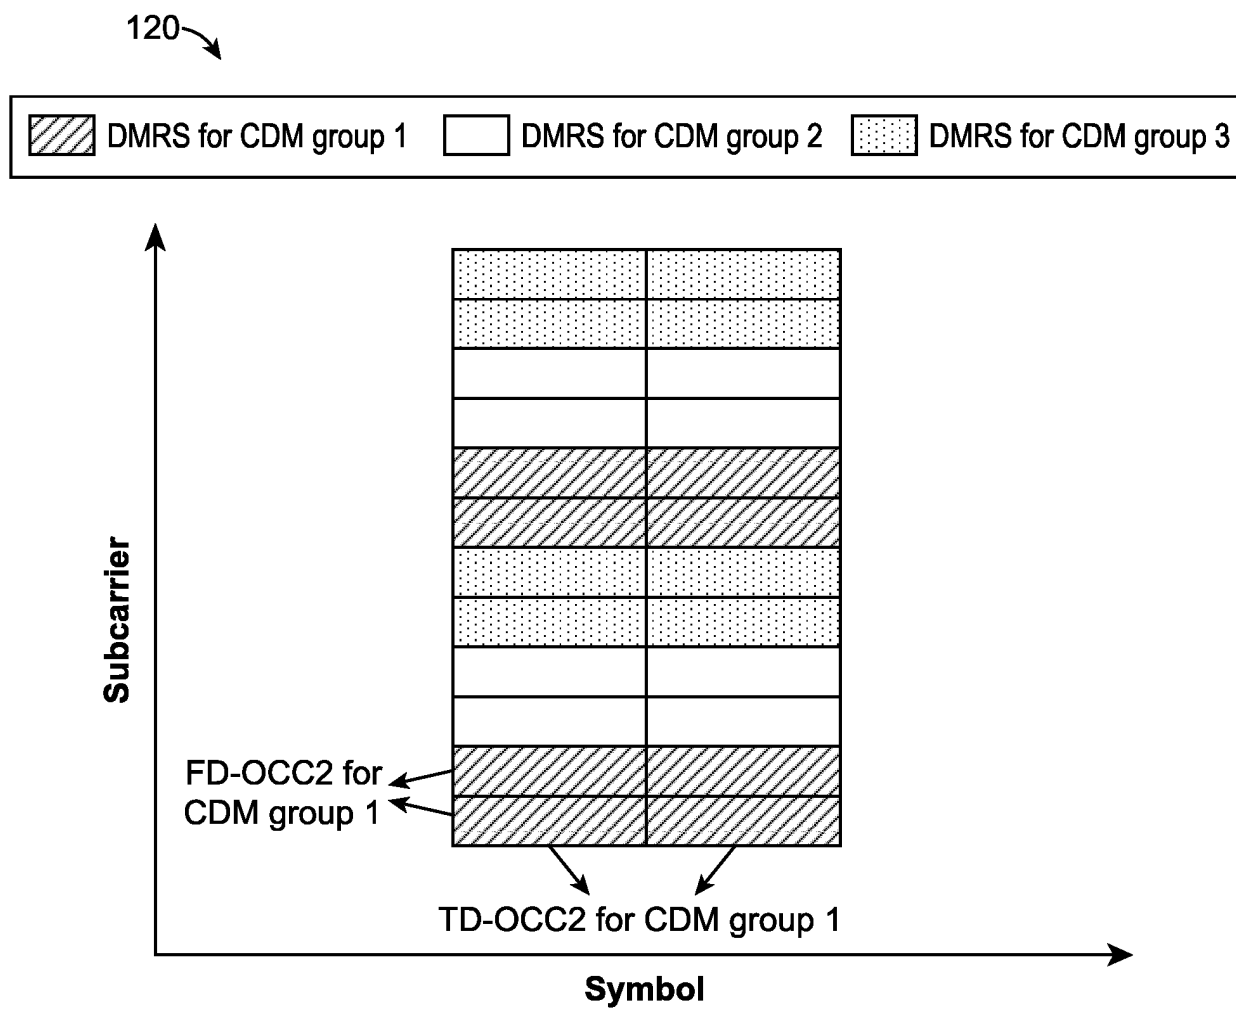 120
DMRS for CDM group 1 DMRS for CDM group 2 DMRS for CDM group 3
Subcarrier
FD-OCC2 for
CDM group 1
TD-OCC2 for CDM group 1
Symbol